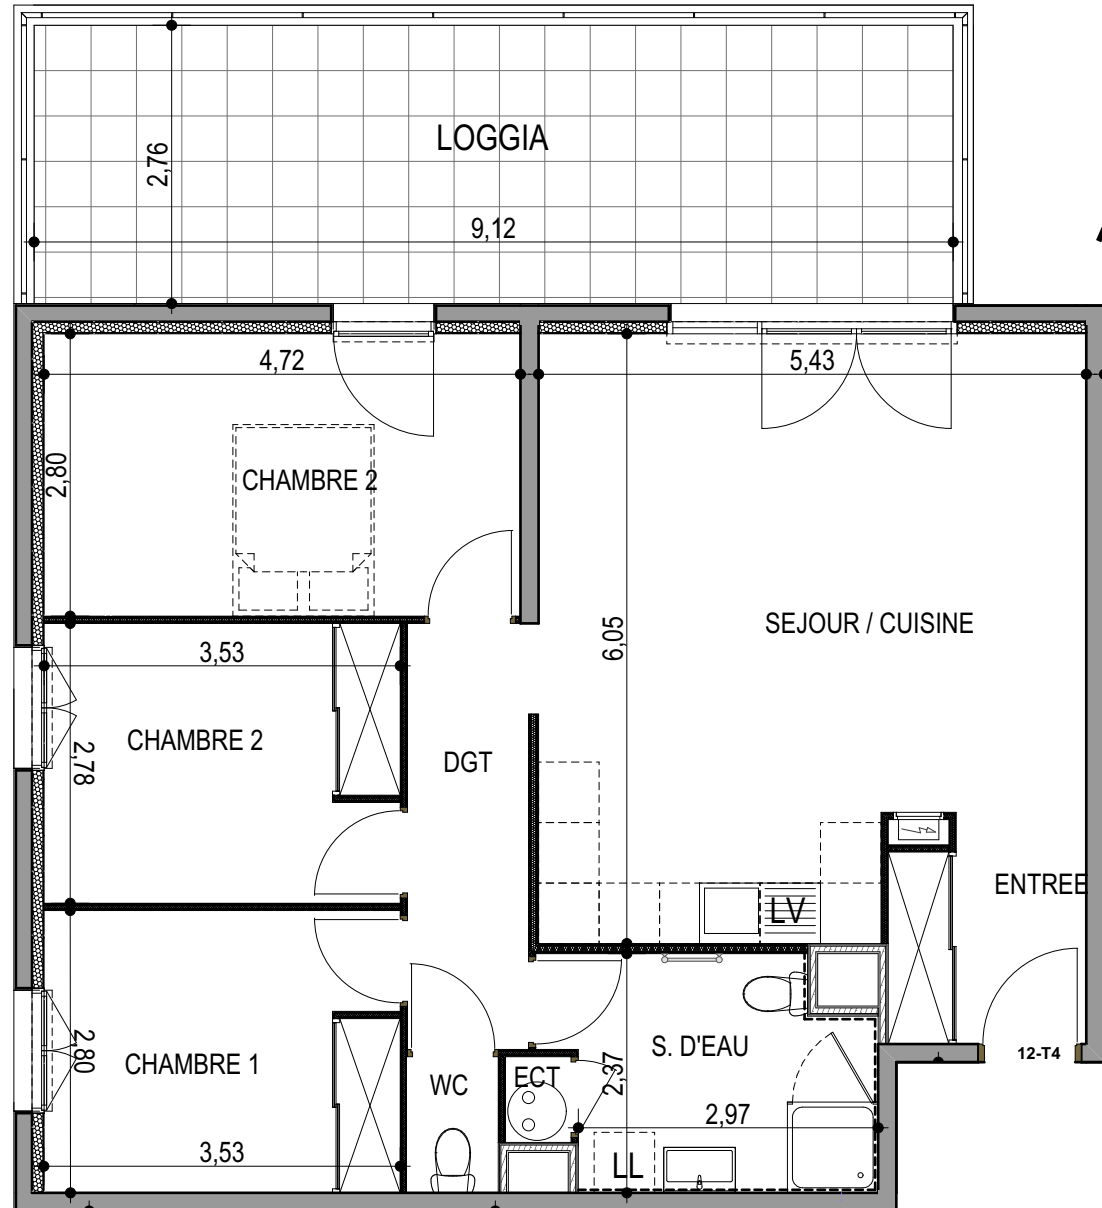 LOGGIA
2,76
9,12
4,72
5,43
2,80
CHAMBRE 2
6,05
SEJOUR / CUISINE
3,53
CHAMBRE 2
2,78
DGT
ENTREE
LV
12-T4
S. D'EAU
2,80
CHAMBRE 1
WC
ECT
2,37
2,97
3,53
LL